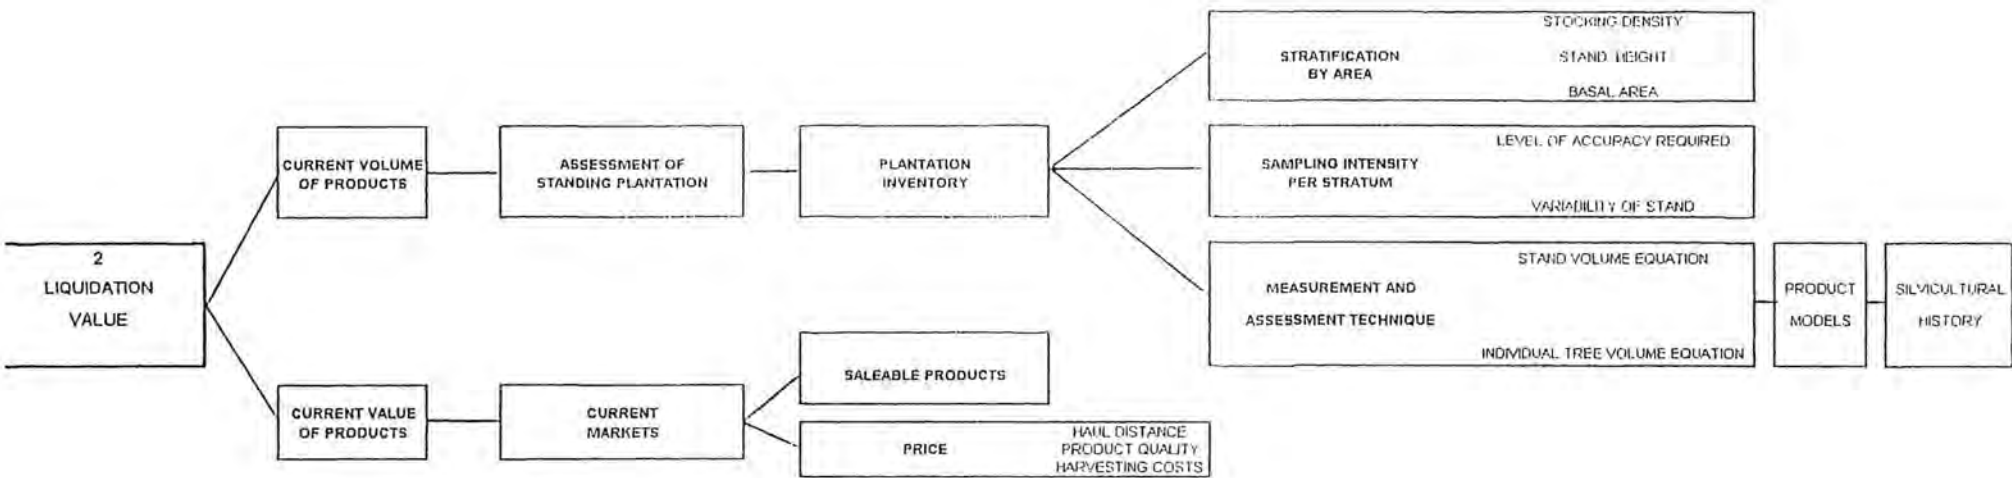 2
LIQUIDATION
VALUE
CURRENT VOLUME
OF PRODUCTS
ASSESSMENT OF
STANDING PLANTATION
PLANTATION
INVENTORY
STRATIFICATION
BY AREA
STOCKING DENSITY
STAND HEIGHT
BASAL AREA
SAMPLING INTENSITY
PER STRATUM
LEVEL OF ACCURACY REQUIRED
VARIABILITY OF STAND
MEASUREMENT AND
ASSESSMENT TECHNIQUE
STAND VOLUME EQUATION
INDIVIDUAL TREE VOLUME EQUATION
PRODUCT
MODELS
SILVICULTURAL
HISTORY
CURRENT VALUE
OF PRODUCTS
CURRENT
MARKETS
SALEABLE PRODUCTS
PRICE
HAUL DISTANCE
PRODUCT QUALITY
HARVESTING COSTS